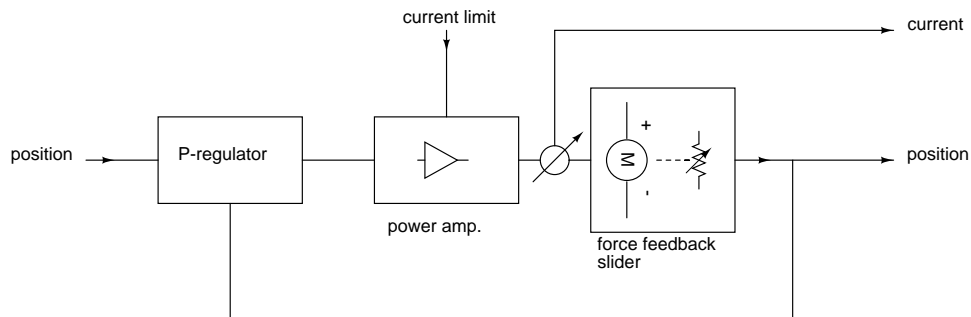 current limit
current
position
P-regulator
position
+
M
-
power amp.
force feedback
slider